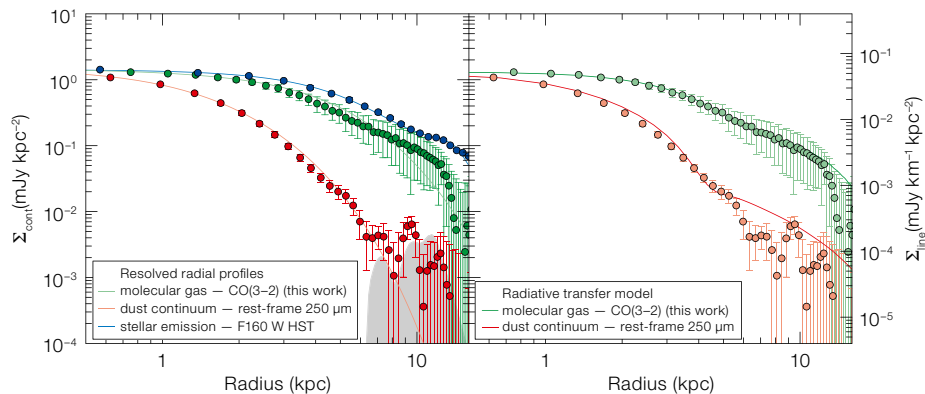 10¹
10⁰
10⁻¹
10⁻²
10⁻³
10⁻⁴
Σcont(mJy kpc⁻²)
Resolved radial profiles
molecular gas — CO(3–2) (this work)
dust continuum — rest-frame 250 µm
stellar emission — F160 W HST
1
10
Radius (kpc)
Radiative transfer model
molecular gas — CO(3–2) (this work)
dust continuum — rest-frame 250 µm
1
10
Radius (kpc)
10⁻¹
10⁻²
10⁻³
10⁻⁴
10⁻⁵
Σline(mJy km⁻¹ kpc⁻²)